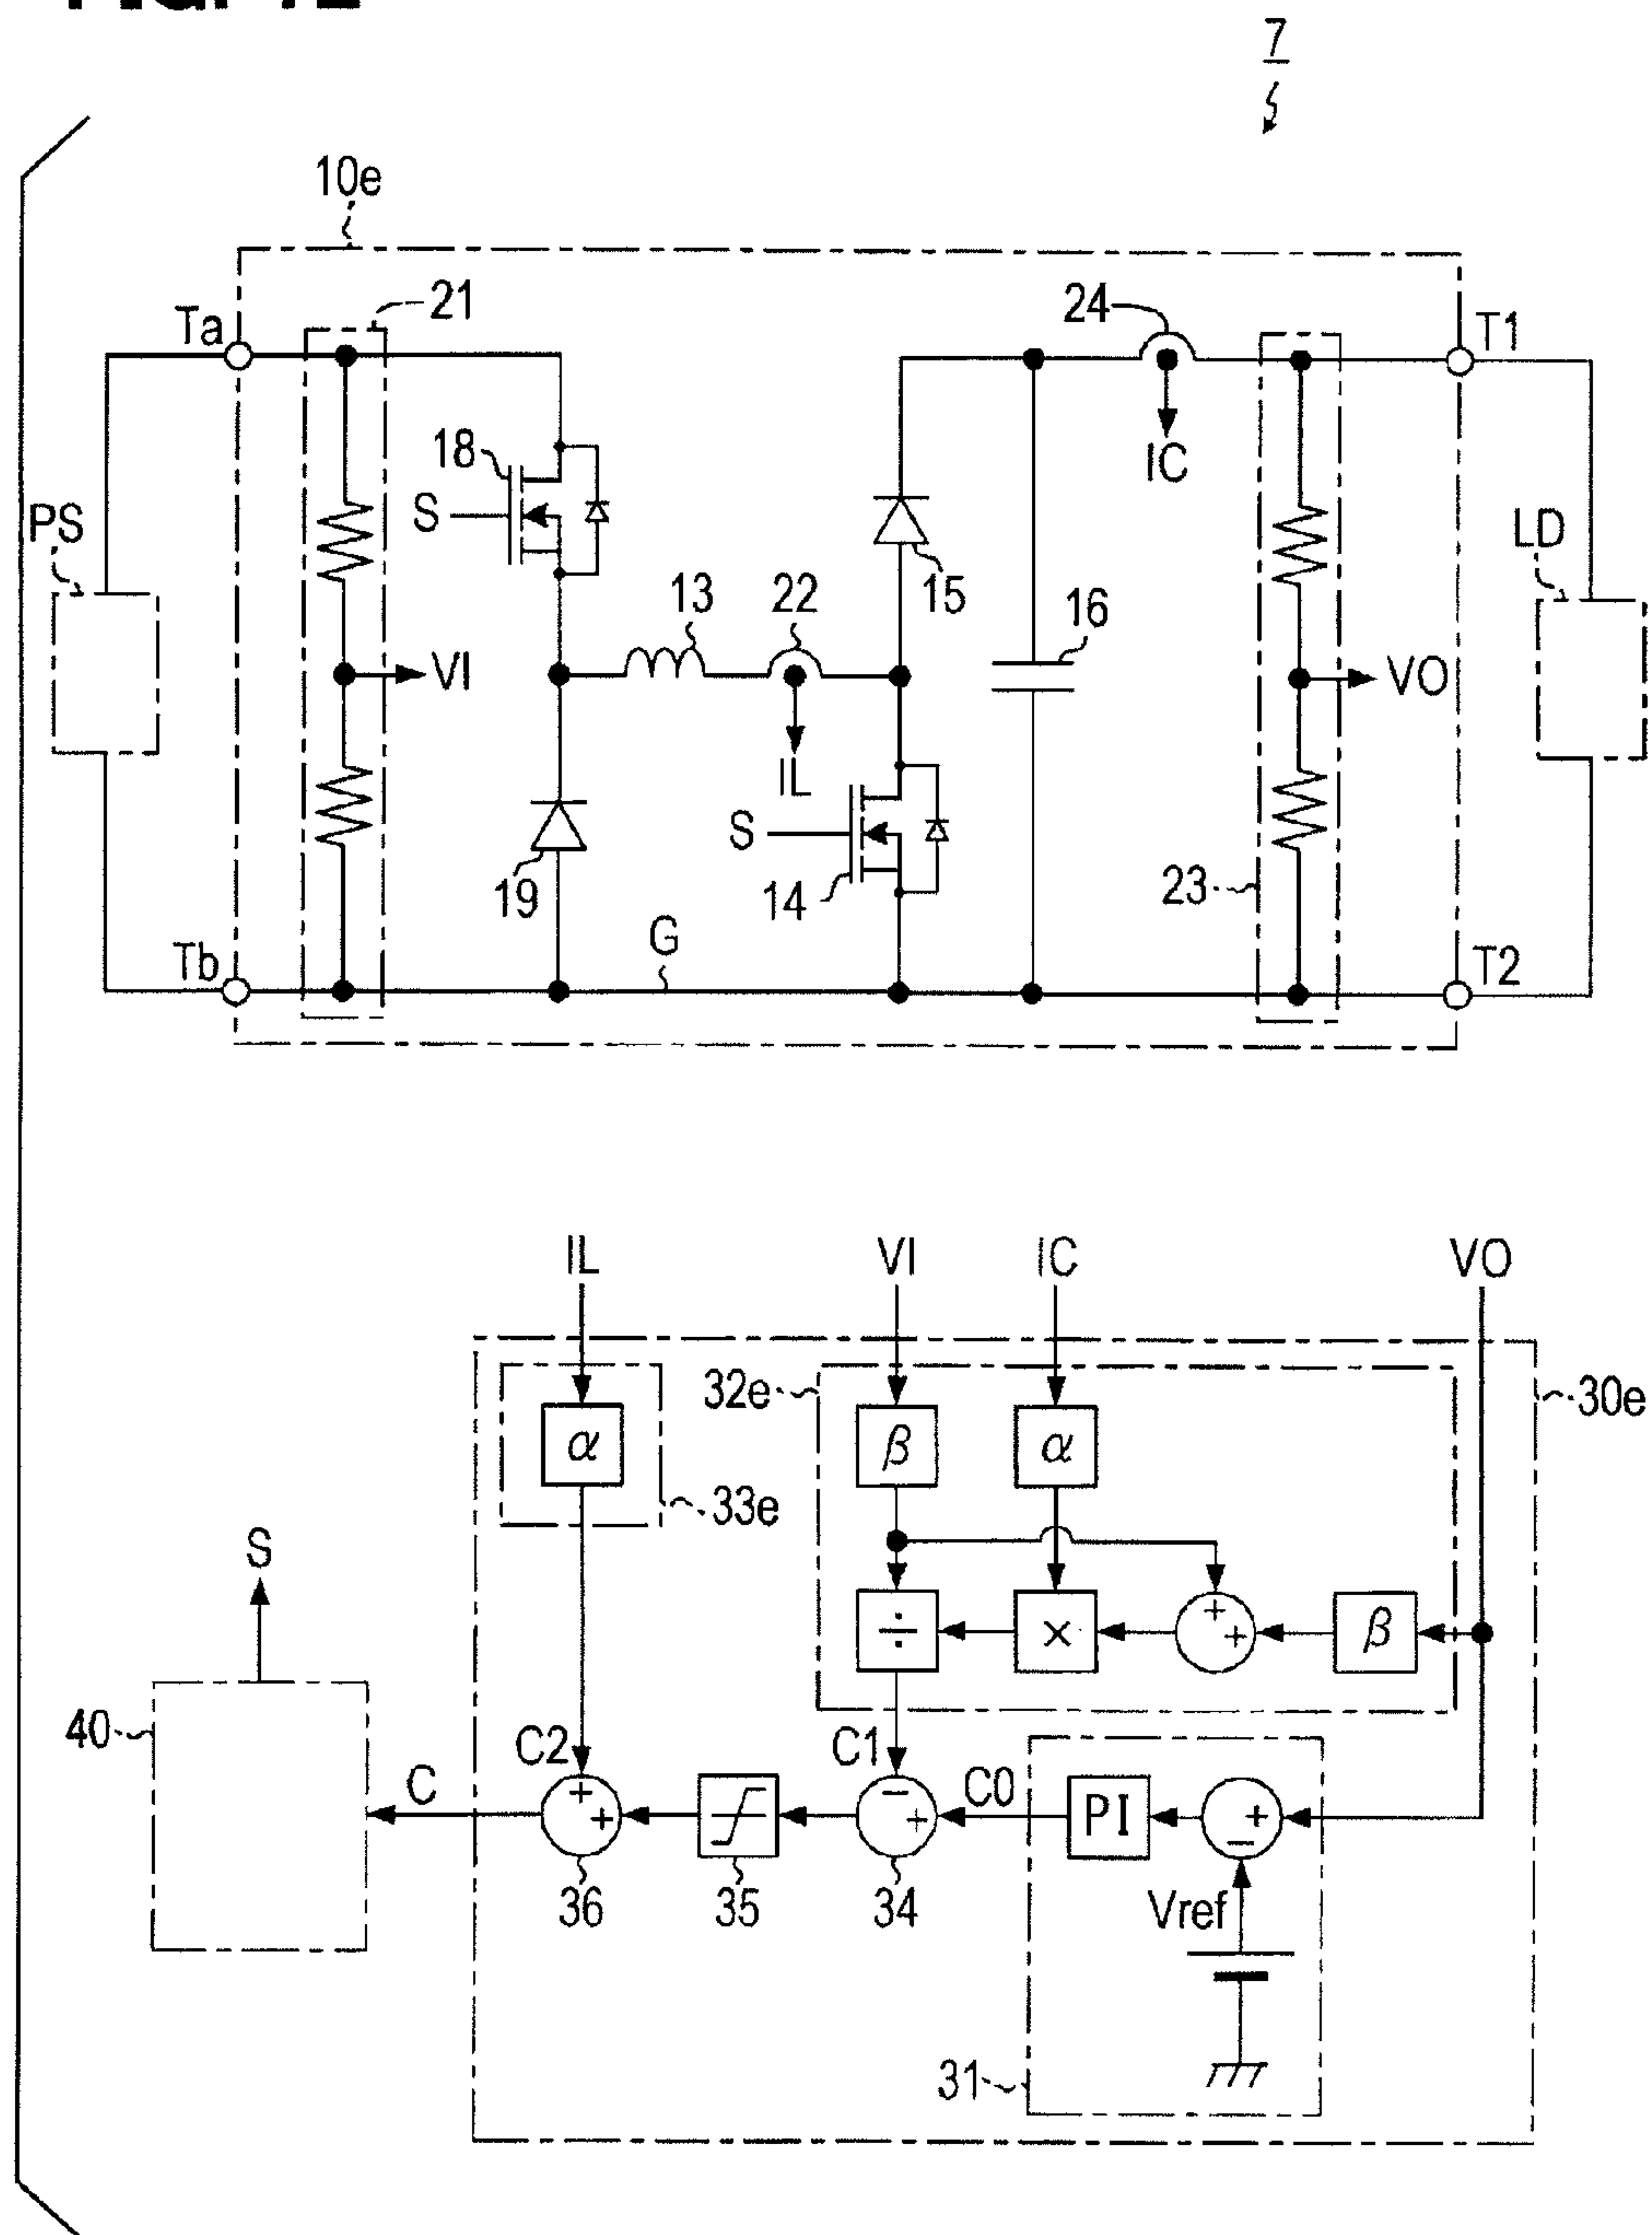 7
10e
21
Ta
24
T1
18
S
IC
PS
LD
13
22
15
16
VI
VO
IL
S
19
14
23
G
Tb
T2
IL
VI
IC
VO
32e
30e
β
α
α
33e
S
+
÷
×
+
β
40
C2
C1
C0
C
+
+
−
+
PI
+
−
36
35
34
Vref
31